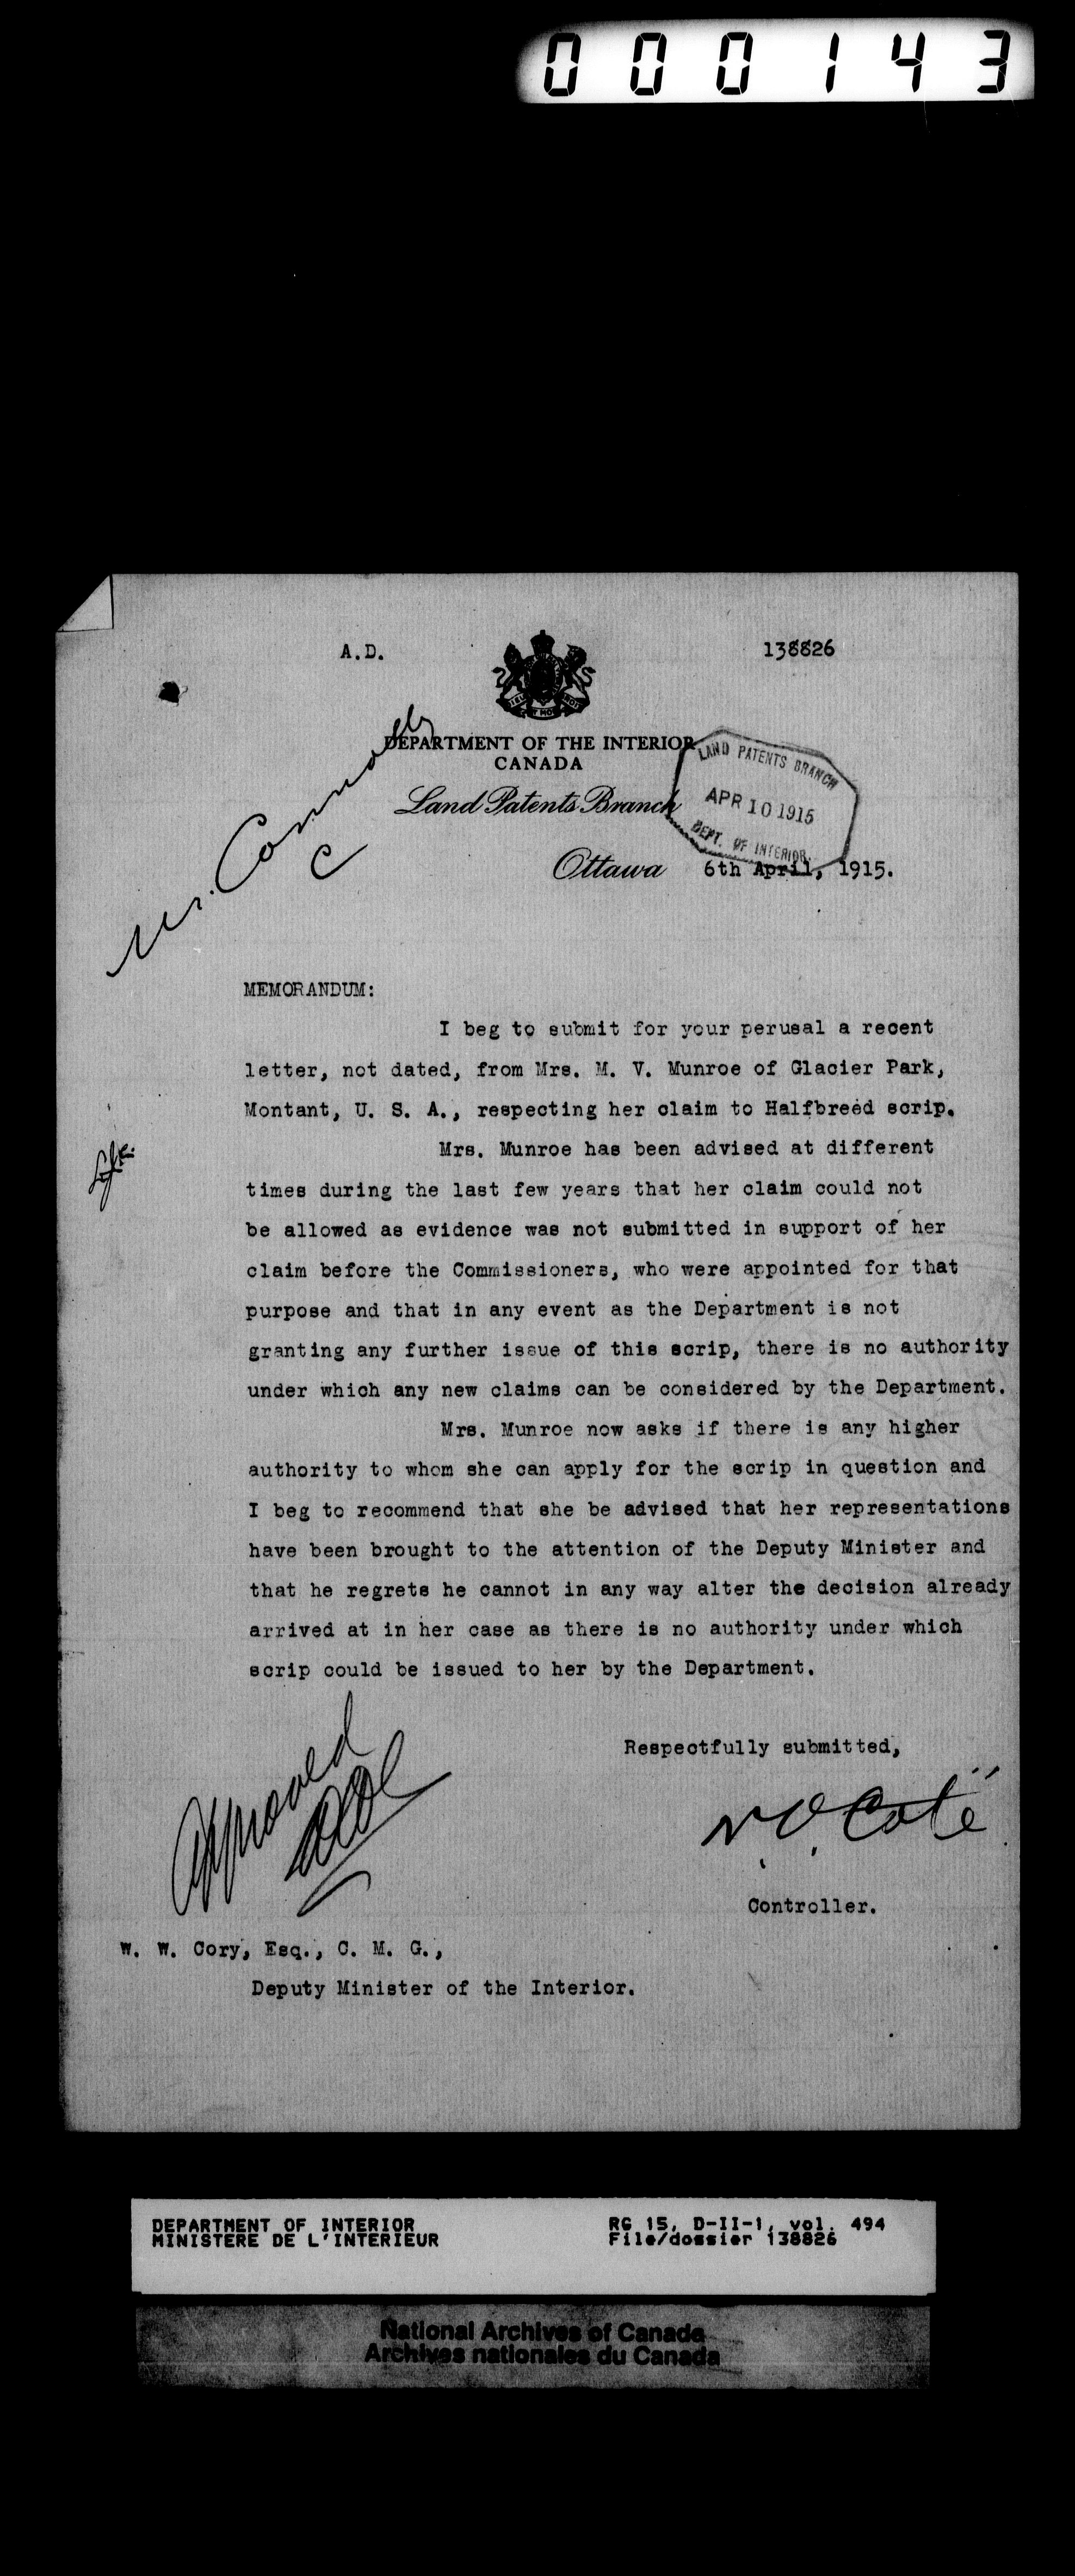 000143
A.D.
138826
DEPARTMENT OF THE INTERIOR
CANADA
Land Patents Branch
LAND PATENTS BRANCH
APR 10 1915
DEPT. OF INTERIOR.
Ottawa 6th April, 1915.
C
MEMORANDUM:
I beg to submit for your perusal a recent
letter, not dated, from Mrs. M. V. Munroe of Glacier Park,
Montant, U. S. A., respecting her claim to Halfbreed scrip.
Mrs. Munroe has been advised at different
times during the last few years that her claim could not
be allowed as evidence was not submitted in support of her
claim before the Commissioners, who were appointed for that
purpose and that in any event as the Department is not
granting any further issue of this scrip, there is no authority
under which any new claims can be considered by the Department.
Mrs. Munroe now asks if there is any higher
authority to whom she can apply for the scrip in question and
I beg to recommend that she be advised that her representations
have been brought to the attention of the Deputy Minister and
that he regrets he cannot in any way alter the decision already
arrived at in her case as there is no authority under which
scrip could be issued to her by the Department.
Respectfully submitted,
Approved
N. O. Coté
Controller.
W. W. Cory, Esq., C. M. G.,
Deputy Minister of the Interior.
DEPARTMENT OF INTERIOR
MINISTERE DE L'INTERIEUR
RG 15, D-II-1, vol. 494
File/dossier 138826
National Archives of Canada
Archives nationales du Canada